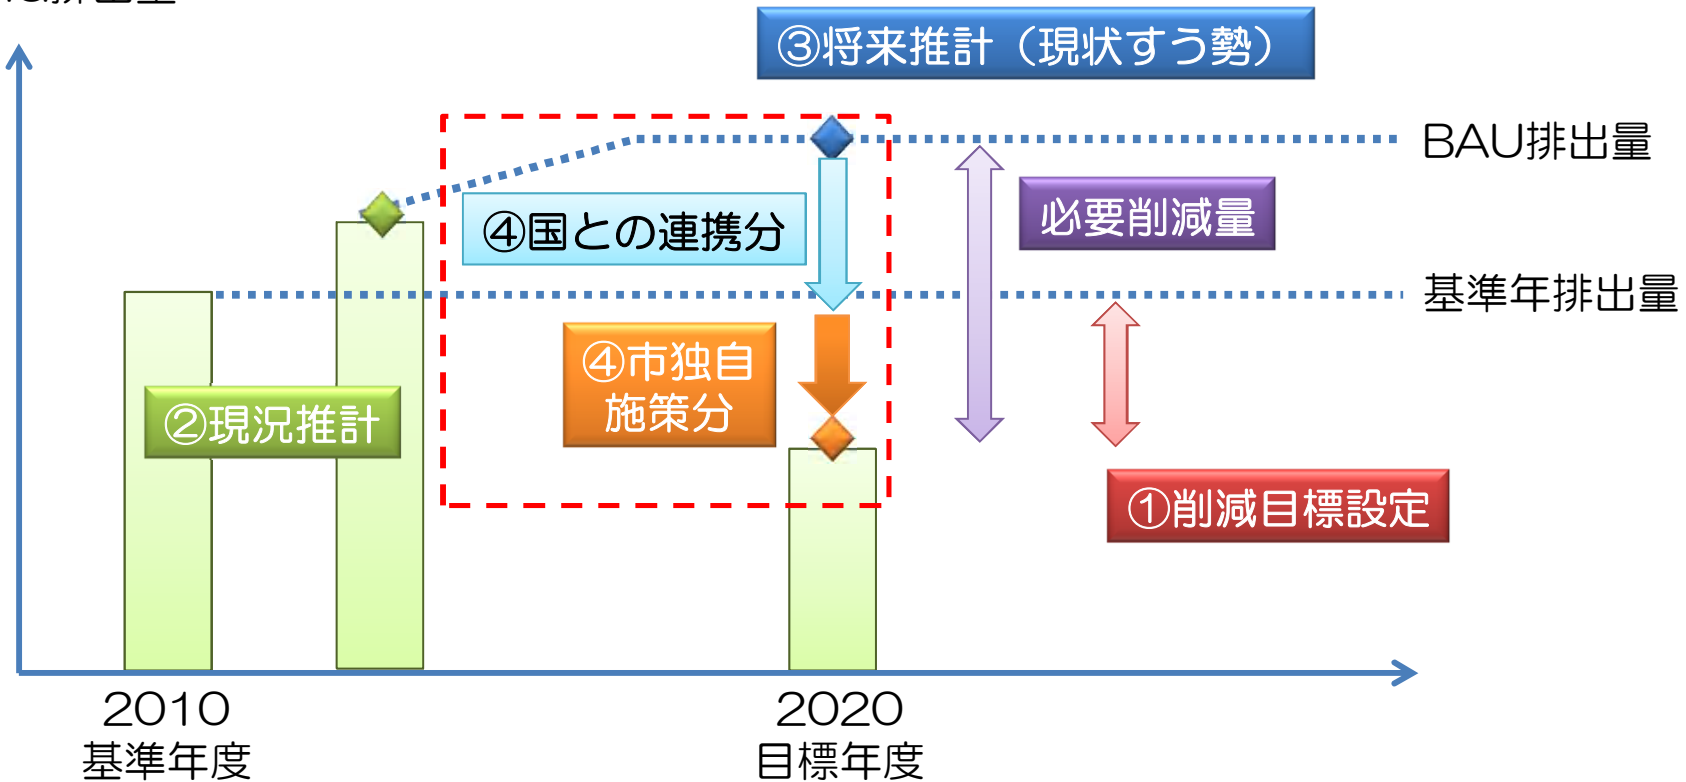 ③将来推計（現状すう勢）
BAU排出量
④国との連携分
必要削減量
基準年排出量
④市独自
施策分
②現況推計
①削減目標設定
2010
基準年度
2020
目標年度